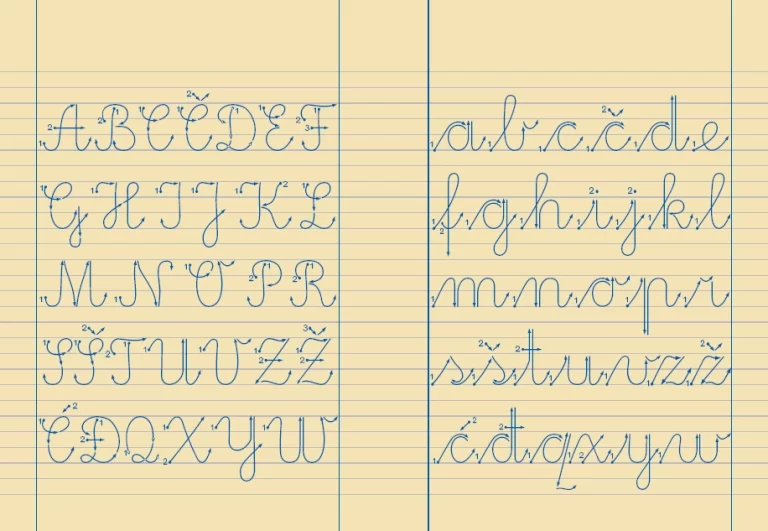 A B C Č D E F
G H I J K L
M N O P R
S Š T U V Z Ž
Ć Đ Q X Y W
a b c č d e
f g h i j k l
m n o p r
s š t u v z ž
ć đ q x y w